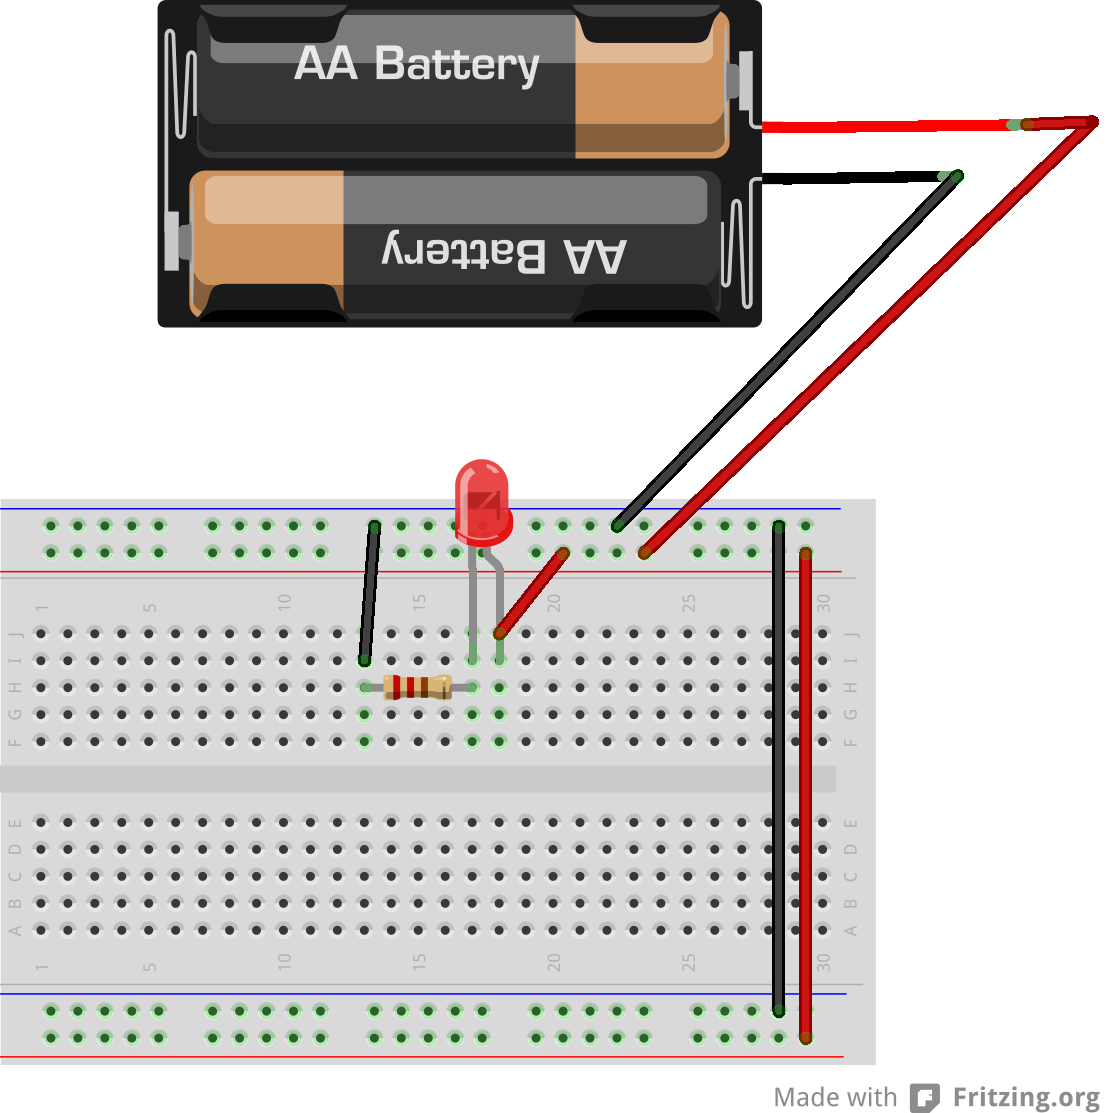 AA Battery
AA Battery
1 5 10 15 20 25 30
J J
I I
H H
G G
F F
E E
D D
C C
B B
A A
1 5 10 15 20 25 30
Made with Fritzing.org